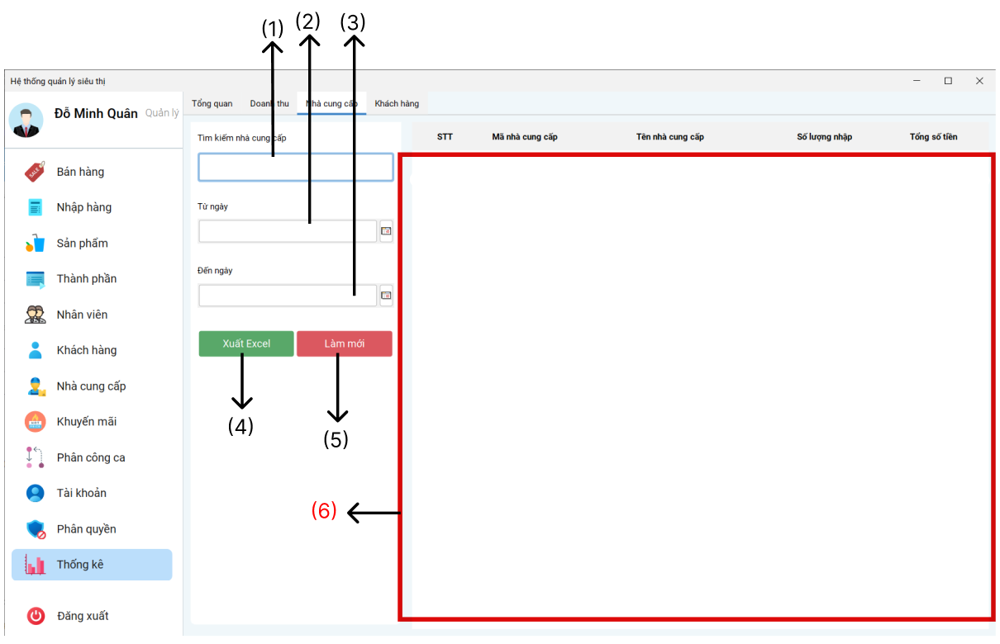 (1) (2) (3)
Hệ thống quản lý siêu thị
Đỗ Minh Quân Quản lý
Tổng quan Doanh thu Nhà cung cấp Khách hàng
Tìm kiếm nhà cung cấp
STT Mã nhà cung cấp Tên nhà cung cấp Số lượng nhập Tổng số tiền
Bán hàng
Nhập hàng
Sản phẩm
Thành phần
Nhân viên
Khách hàng
Nhà cung cấp
Khuyến mãi
Phân công ca
Tài khoản
Phân quyền
Thống kê
Đăng xuất
Từ ngày
Đến ngày
Xuất Excel Làm mới
(4)
(5)
(6)